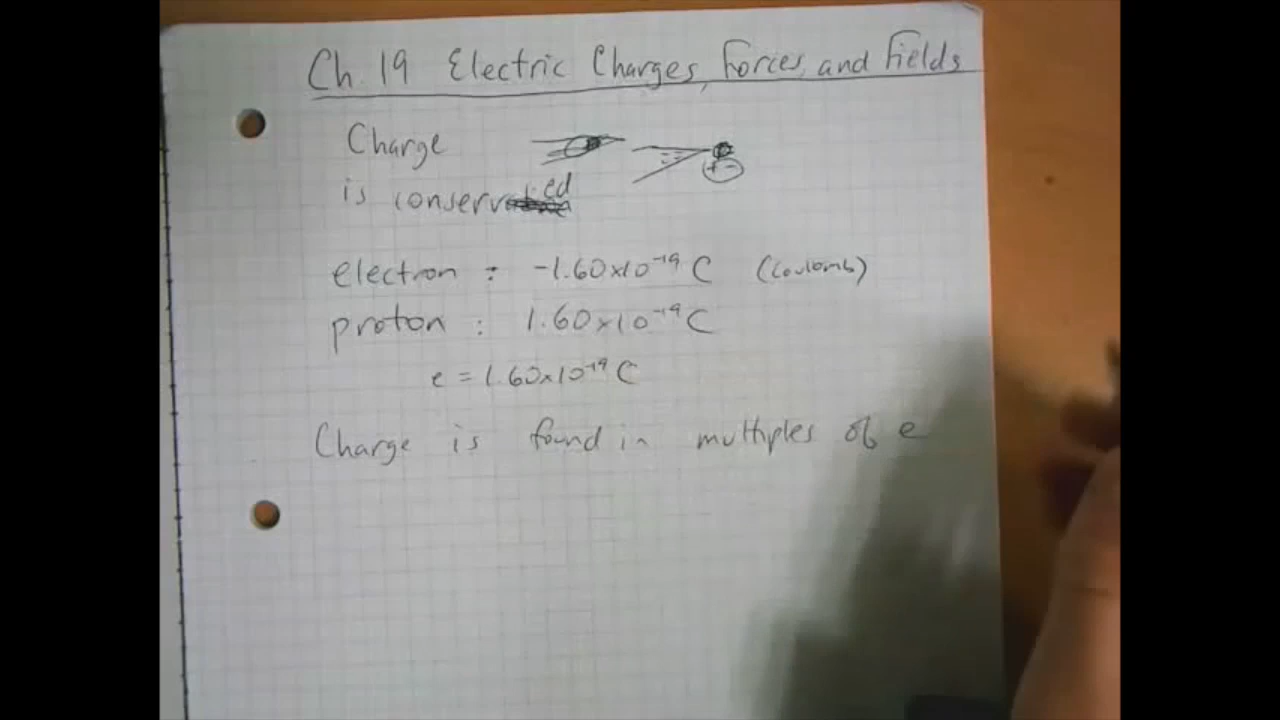 Ch. 19 Electric Charges, Forces, and Fields
Charge
is conserved
electron : -1.60x10⁻¹⁹ C (Coulomb)
proton : 1.60x10⁻¹⁹ C
e = 1.60x10⁻¹⁹ C
Charge is found in multiples of e